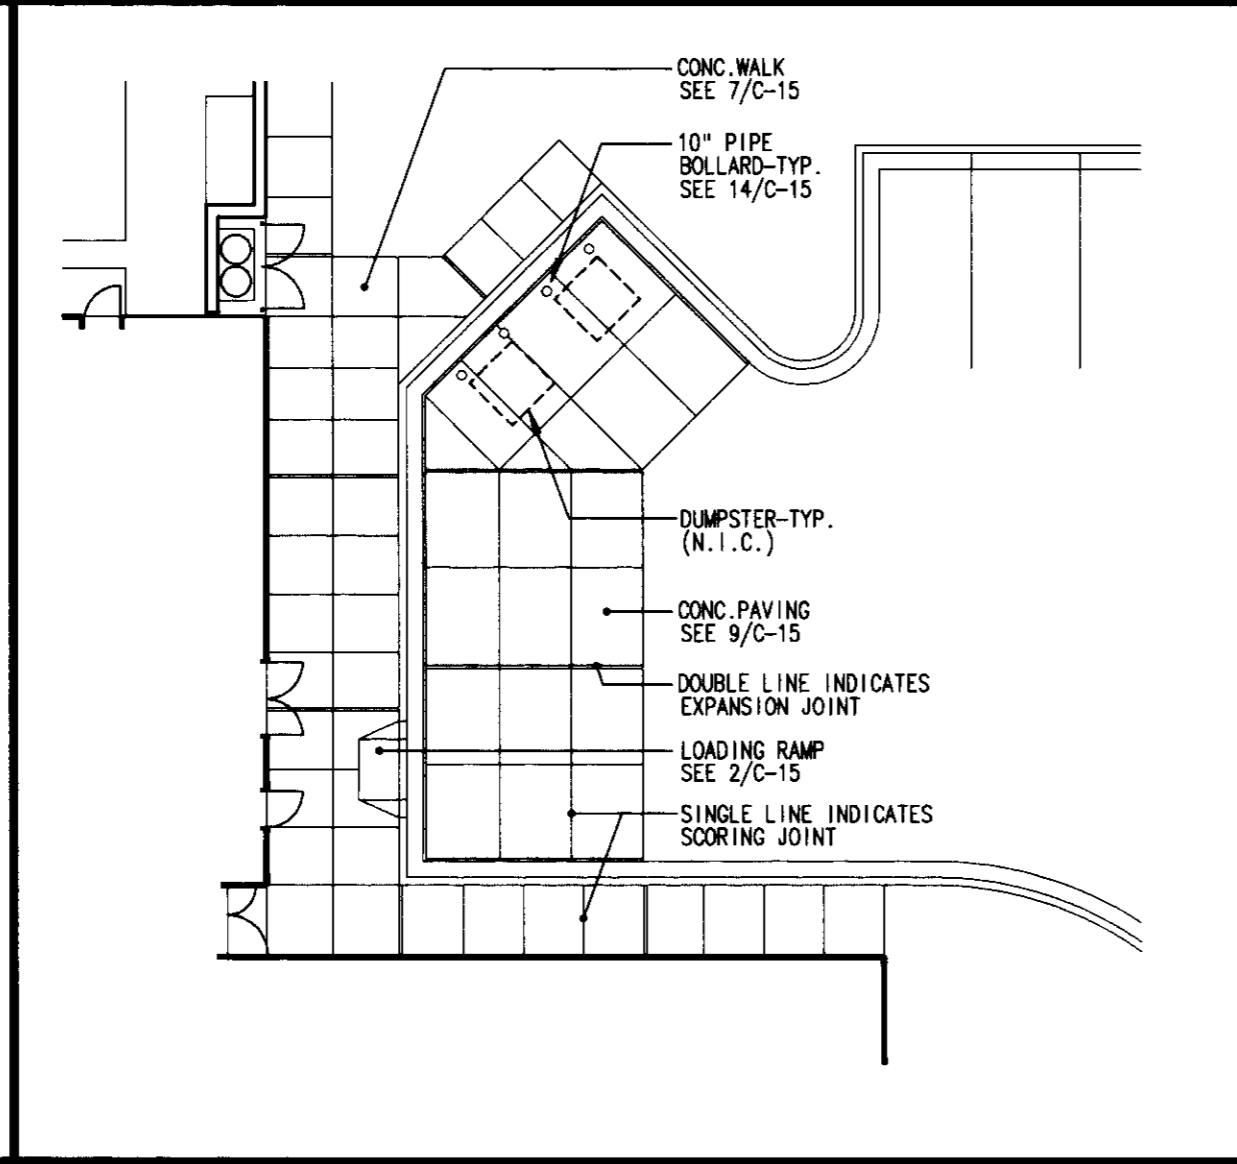 CONC.WALK
SEE 7/C-15
10" PIPE
BOLLARD-TYP.
SEE 14/C-15
DUMPSTER-TYP.
(N.I.C.)
CONC.PAVING
SEE 9/C-15
DOUBLE LINE INDICATES
EXPANSION JOINT
LOADING RAMP
SEE 2/C-15
SINGLE LINE INDICATES
SCORING JOINT